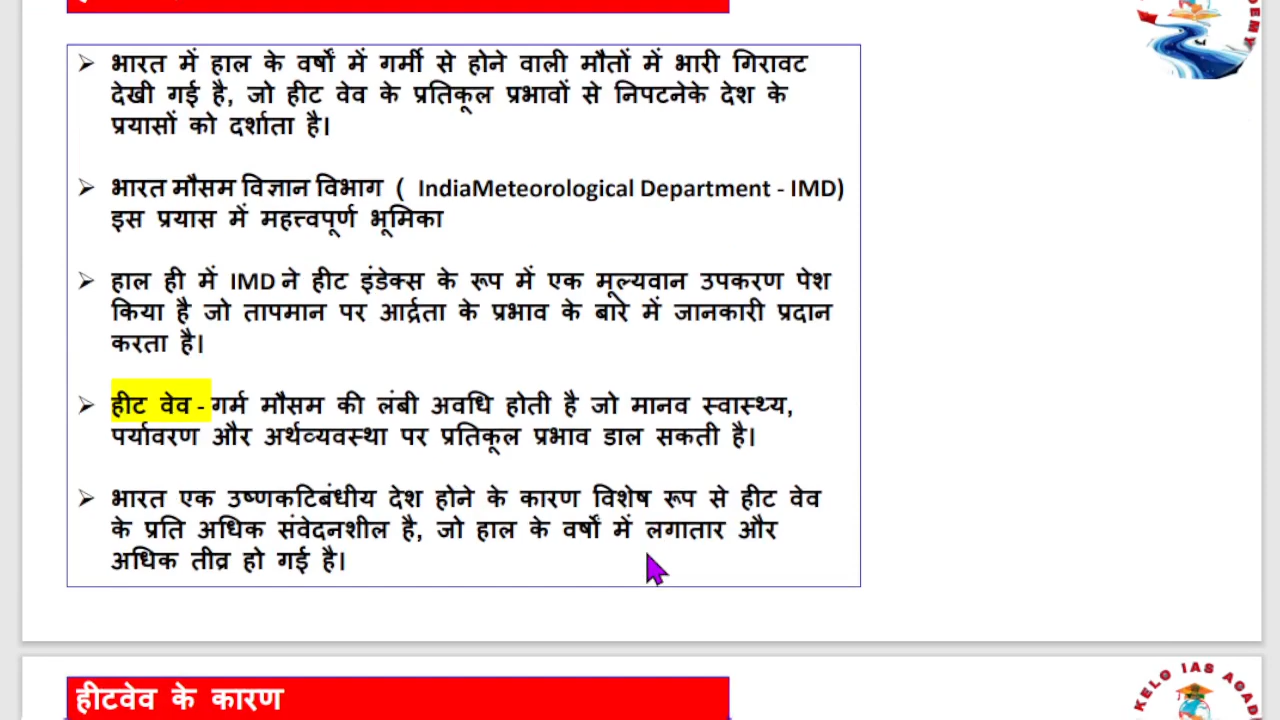 भारत में हाल के वर्षों में गर्मी से होने वाली मौतों में भारी गिरावट
देखी गई है, जो हीट वेव के प्रतिकूल प्रभावों से निपटनेके देश के
प्रयासों को दर्शाता है।
भारत मौसम विज्ञान विभाग ( IndiaMeteorological Department - IMD)
इस प्रयास में महत्त्वपूर्ण भूमिका
हाल ही में IMD ने हीट इंडेक्स के रूप में एक मूल्यवान उपकरण पेश
किया है जो तापमान पर आर्द्रता के प्रभाव के बारे में जानकारी प्रदान
करता है।
हीट वेव - गर्म मौसम की लंबी अवधि होती है जो मानव स्वास्थ्य,
पर्यावरण और अर्थव्यवस्था पर प्रतिकूल प्रभाव डाल सकती है।
भारत एक उष्णकटिबंधीय देश होने के कारण विशेष रूप से हीट वेव
के प्रति अधिक संवेदनशील है, जो हाल के वर्षों में लगातार और
अधिक तीव्र हो गई है।
हीटवेव के कारण
KELO IAS ACAD